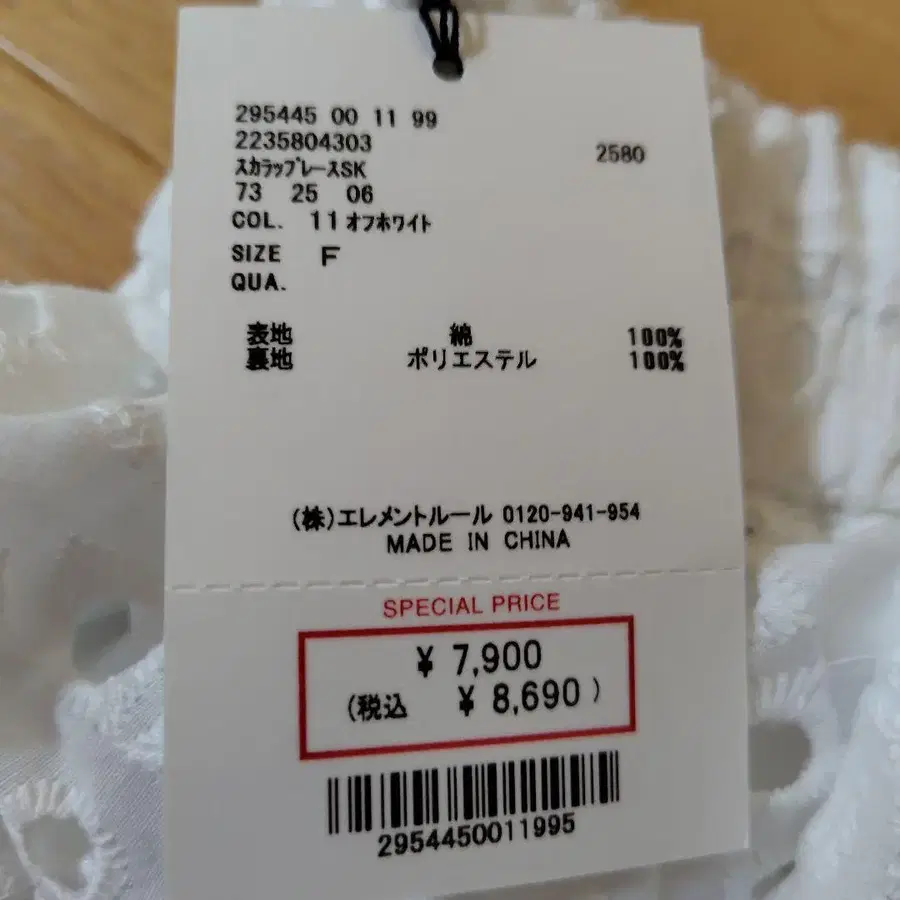 295445 00 11 99
2235804303
2580
ｽｶﾗｯﾌﾟﾚｰｽSK
73 25 06
COL. 11 ｵﾌﾎﾜｲﾄ
SIZE F
QUA.
表地 綿 100%
裏地 ポリエステル 100%
(株)エレメントルール 0120-941-954
MADE IN CHINA
SPECIAL PRICE
¥ 7,900
(税込 ¥ 8,690 )
2954450011995